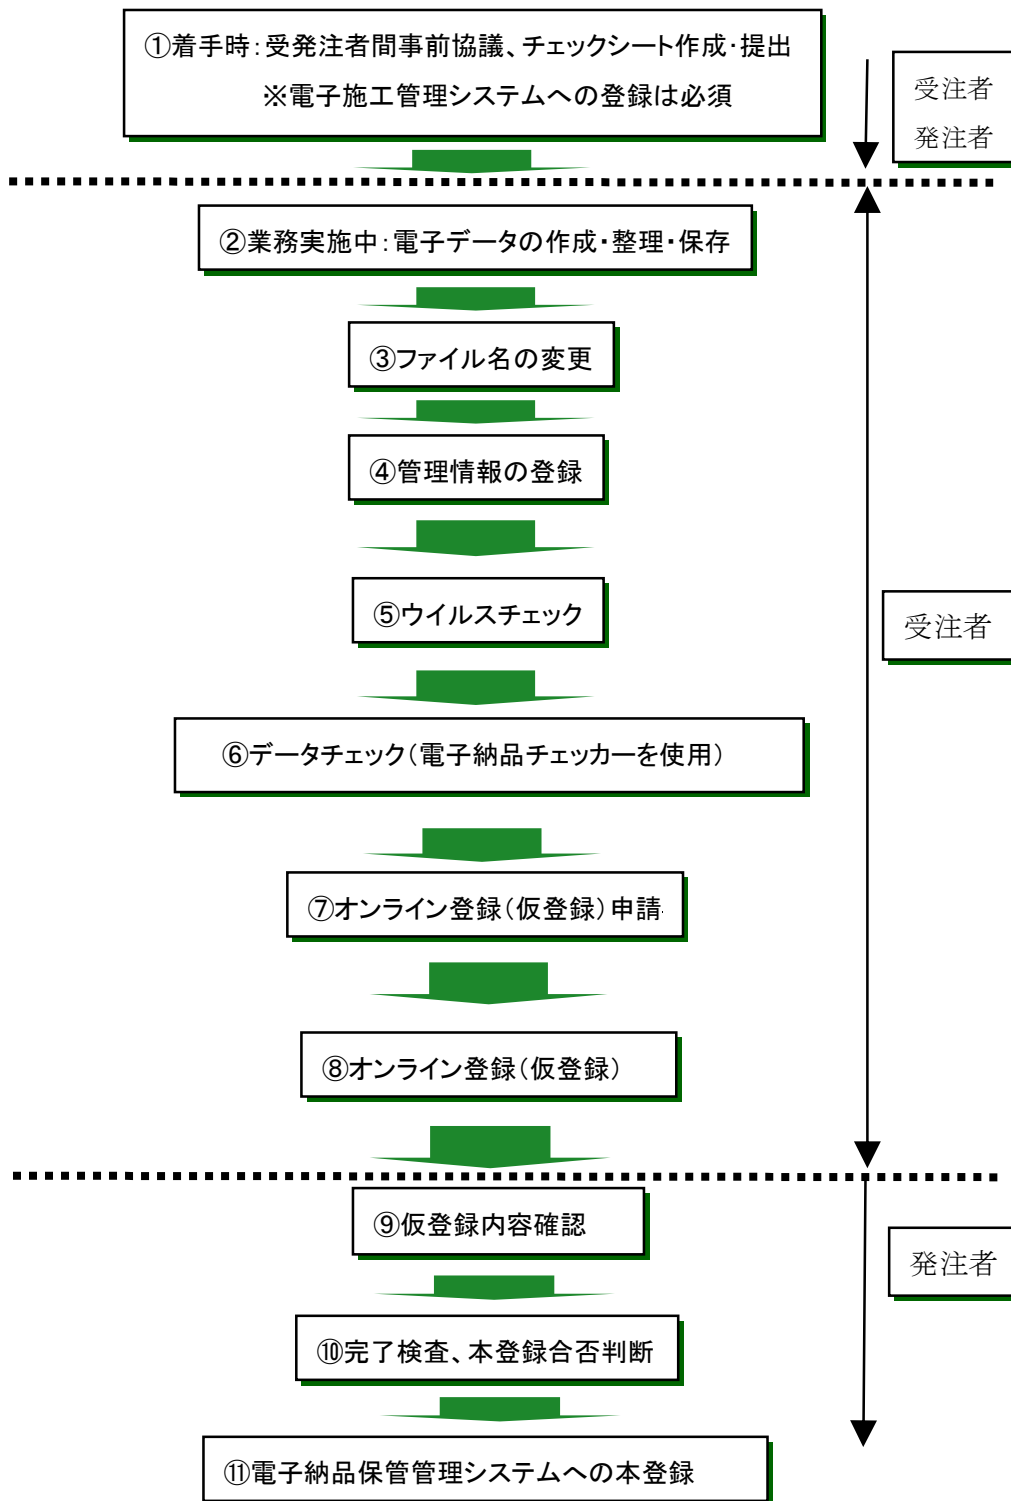 ①着手時：受発注者間事前協議、チェックシート作成・提出
※電子施工管理システムへの登録は必須
受注者
発注者
②業務実施中：電子データの作成・整理・保存
③ファイル名の変更
④管理情報の登録
⑤ウイルスチェック
受注者
⑥データチェック（電子納品チェッカーを使用）
⑦オンライン登録（仮登録）申請
⑧オンライン登録（仮登録）
⑨仮登録内容確認
発注者
⑩完了検査、本登録合否判断
⑪電子納品保管管理システムへの本登録